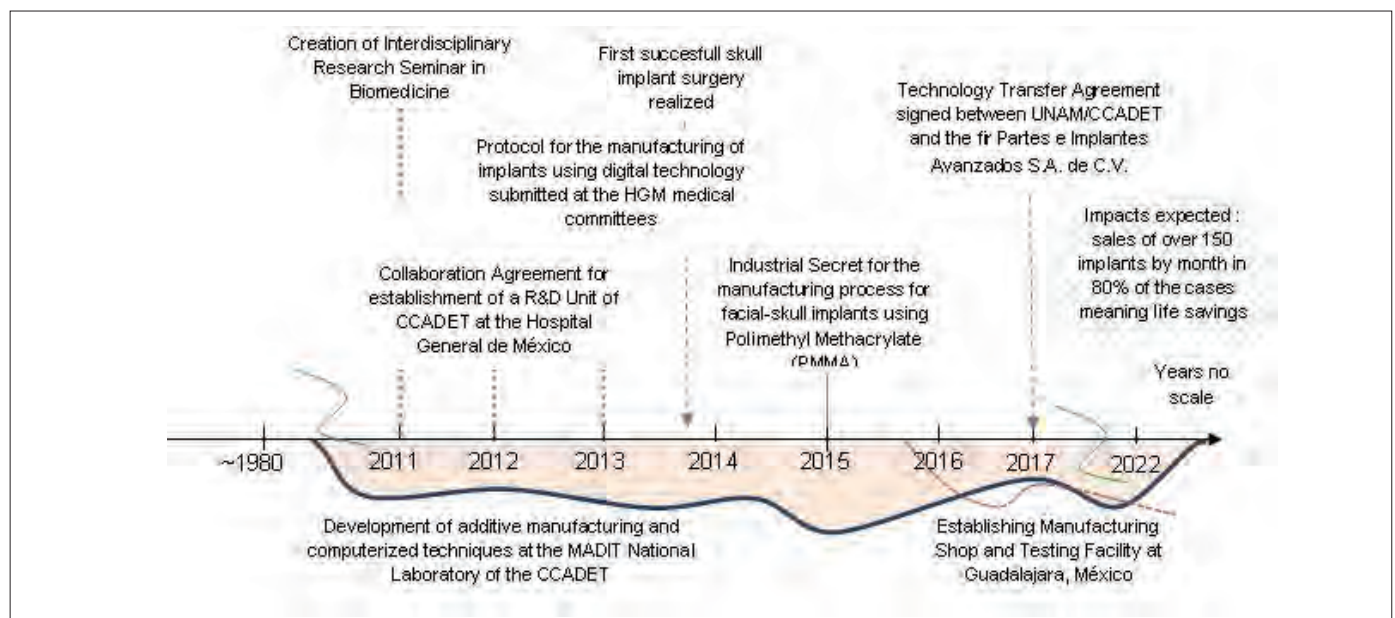 Creation of Interdisciplinary
Research Seminar in
Biomedicine
First succesfull skull
implant surgery
realized
Protocol for the manufacturing of
implants using digital technology
submitted at the HGM medical
committees
Technology Transfer Agreement
signed between UNAM/CCADET
and the fir Partes e Implantes
Avanzados S.A. de C.V.
Impacts expected :
sales of over 150
implants by month in
80% of the cases
meaning life savings
Collaboration Agreement for
establishment of a R&D Unit of
CCADET at the Hospital
General de México
Industrial Secret for the
manufacturing process for
facial-skull implants using
Polimethyl Methacrylate
(PMMA)
Years no
scale
~1980 2011 2012 2013 2014 2015 2016 2017 2022
Development of additive manufacturing and
computerized techniques at the MADIT National
Laboratory of the CCADET
Establishing Manufacturing
Shop and Testing Facility at
Guadalajara, México